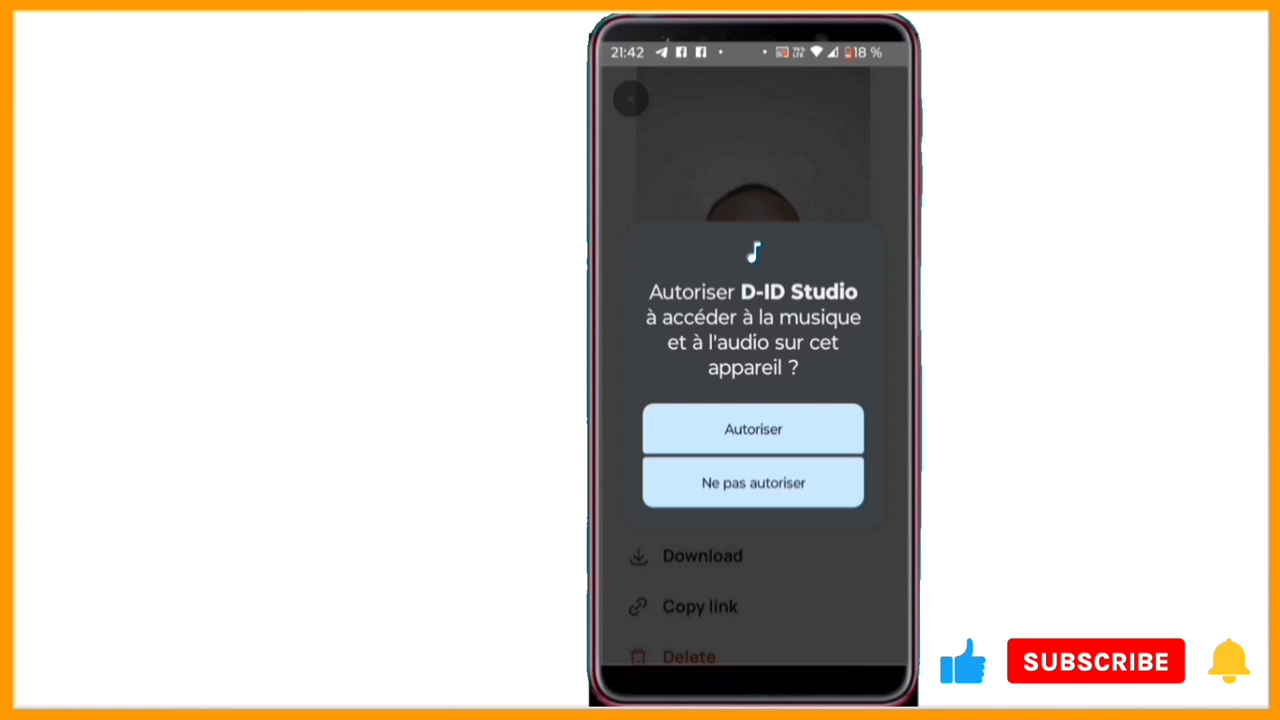 21:42
18 %
Autoriser D-ID Studio
à accéder à la musique
et à l'audio sur cet
appareil ?
Autoriser
Ne pas autoriser
Download
Copy link
Delete
SUBSCRIBE